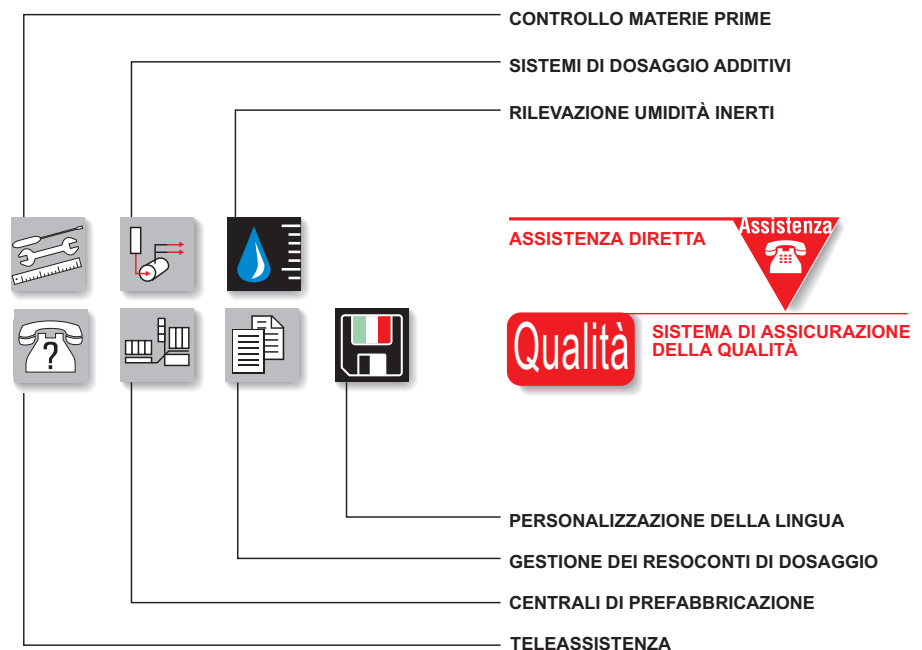 CONTROLLO MATERIE PRIME
SISTEMI DI DOSAGGIO ADDITIVI
RILEVAZIONE UMIDITÀ INERTI
ASSISTENZA DIRETTA
Assistenza
?
Qualità
SISTEMA DI ASSICURAZIONE
DELLA QUALITÀ
PERSONALIZZAZIONE DELLA LINGUA
GESTIONE DEI RESOCONTI DI DOSAGGIO
CENTRALI DI PREFABBRICAZIONE
TELEASSISTENZA